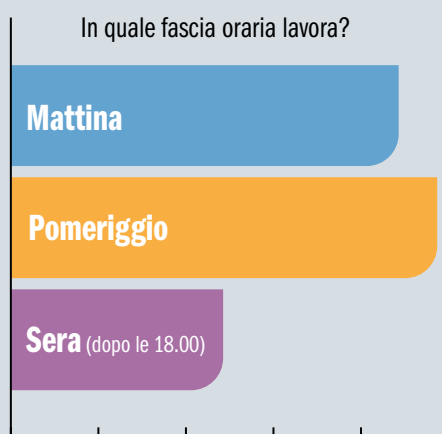 In quale fascia oraria lavora?
Mattina
Pomeriggio
Sera (dopo le 18.00)